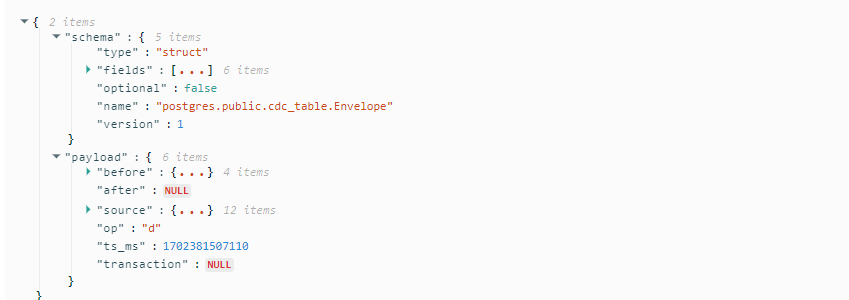 { 2 items
"schema" : { 5 items
"type" : "struct"
"fields" : [...] 6 items
"optional" : false
"name" : "postgres.public.cdc_table.Envelope"
"version" : 1
}
"payload" : { 6 items
"before" : {...} 4 items
"after" : NULL
"source" : {...} 12 items
"op" : "d"
"ts_ms" : 1702381507110
"transaction" : NULL
}
}